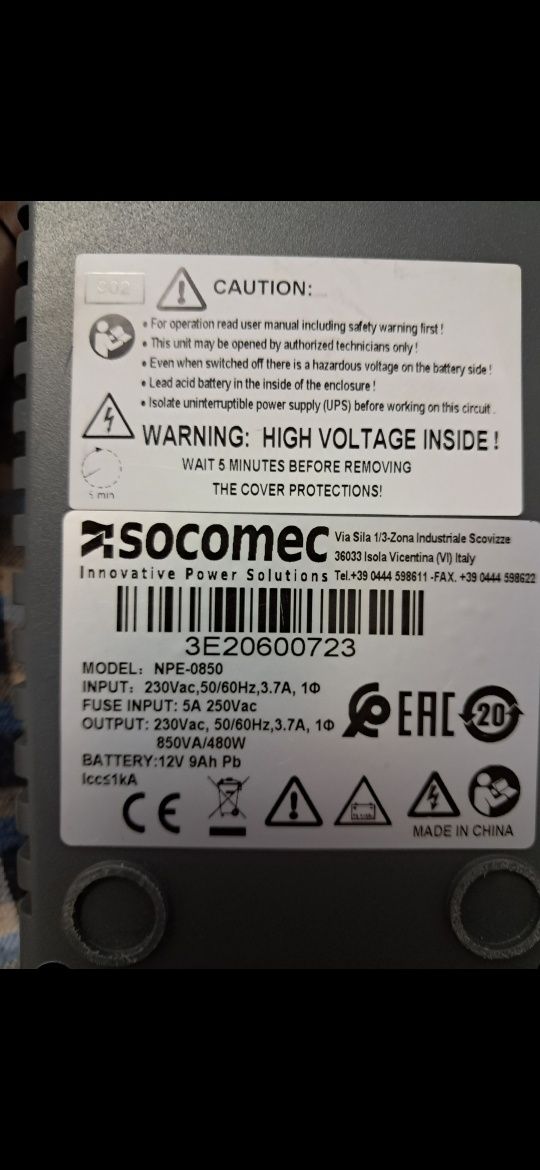 302
CAUTION:
• For operation read user manual including safety warning first !
• This unit may be opened by authorized technicians only !
• Even when switched off there is a hazardous voltage on the battery side !
• Lead acid battery in the inside of the enclosure !
• Isolate uninterruptible power supply (UPS) before working on this circuit.
WARNING: HIGH VOLTAGE INSIDE !
WAIT 5 MINUTES BEFORE REMOVING
THE COVER PROTECTIONS!
5 min
socomec
Innovative Power Solutions
Via Sila 1/3-Zona Industriale Scovizze
36033 Isola Vicentina (VI) Italy
Tel.+39 0444 598611 -FAX. +39 0444 598622
3E20600723
MODEL: NPE-0850
INPUT: 230Vac,50/60Hz,3.7A, 1Φ
FUSE INPUT: 5A 250Vac
OUTPUT: 230Vac, 50/60Hz,3.7A, 1Φ
850VA/480W
BATTERY:12V 9Ah Pb
Icc≤1kA
EAC
20
CE
MADE IN CHINA